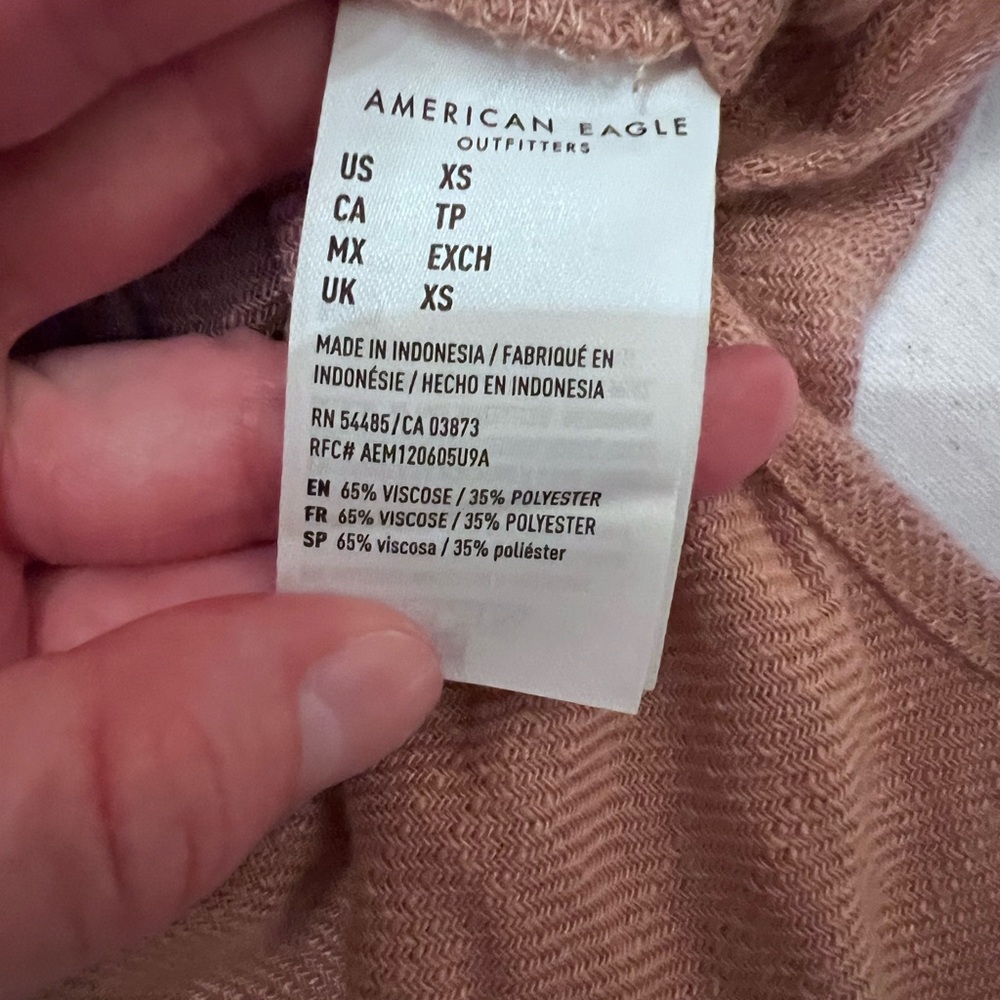 AMERICAN EAGLE
OUTFITTERS
US XS
CA TP
MX EXCH
UK XS
MADE IN INDONESIA / FABRIQUÉ EN
INDONÉSIE / HECHO EN INDONESIA
RN 54485/CA 03873
RFC# AEM120605U9A
EN 65% VISCOSE / 35% POLYESTER
FR 65% VISCOSE / 35% POLYESTER
SP 65% viscosa / 35% poliéster